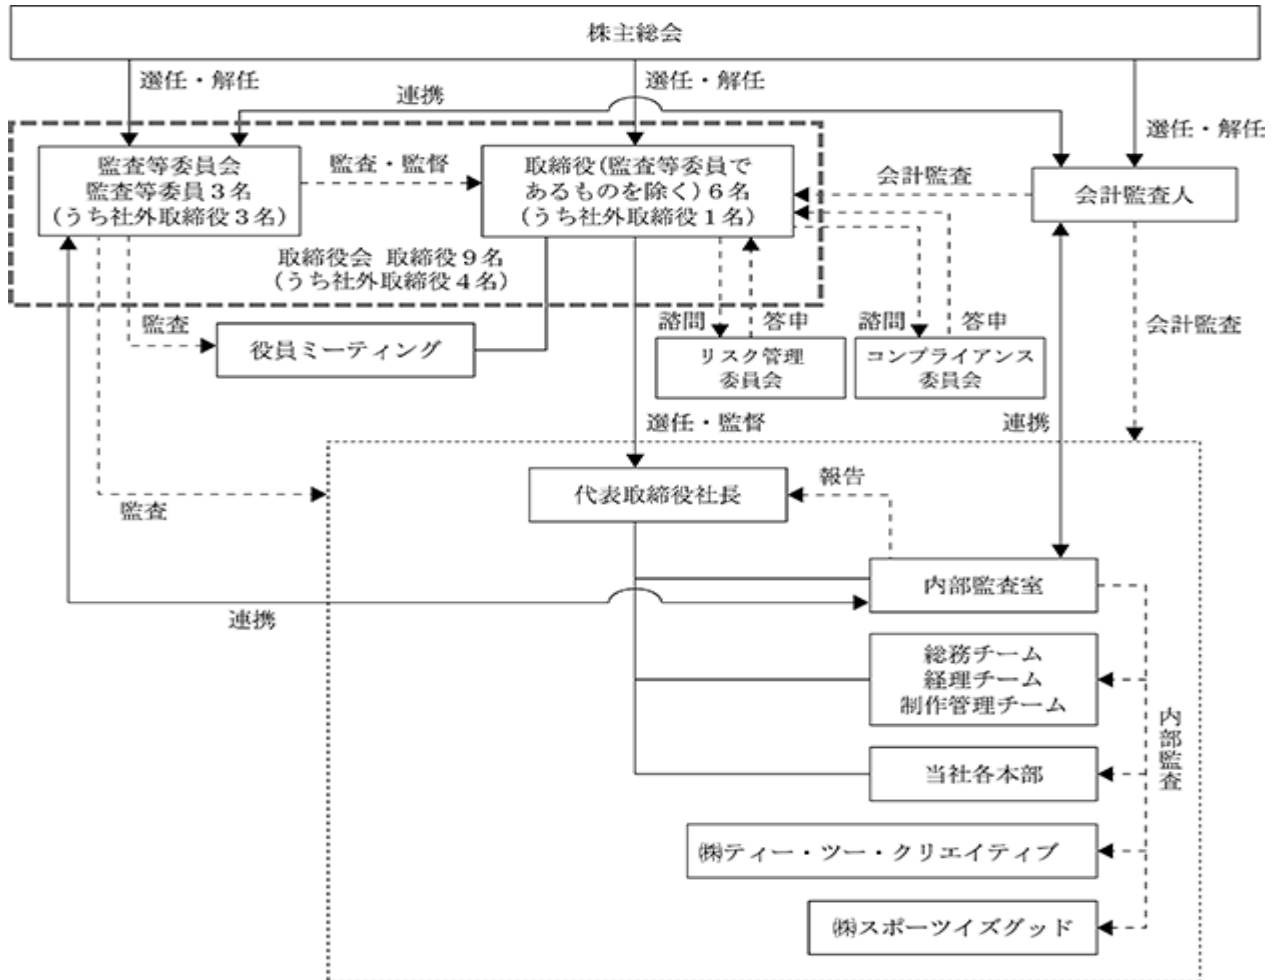 株主総会
選任・解任
選任・解任
連携
選任・解任
監査等委員会
監査等委員3名
(うち社外取締役3名)
監査・監督
取締役(監査等委員で
あるものを除く)6名
(うち社外取締役1名)
会計監査
会計監査人
取締役会 取締役9名
(うち社外取締役4名)
監査
役員ミーティング
諮問
答申
諮問
答申
会計監査
リスク管理
委員会
コンプライアンス
委員会
選任・監督
連携
代表取締役社長
報告
監査
内部監査室
連携
総務チーム
経理チーム
制作管理チーム
内部監査
当社各本部
㈱ティー・ツー・クリエイティブ
㈱スポーツイズグッド